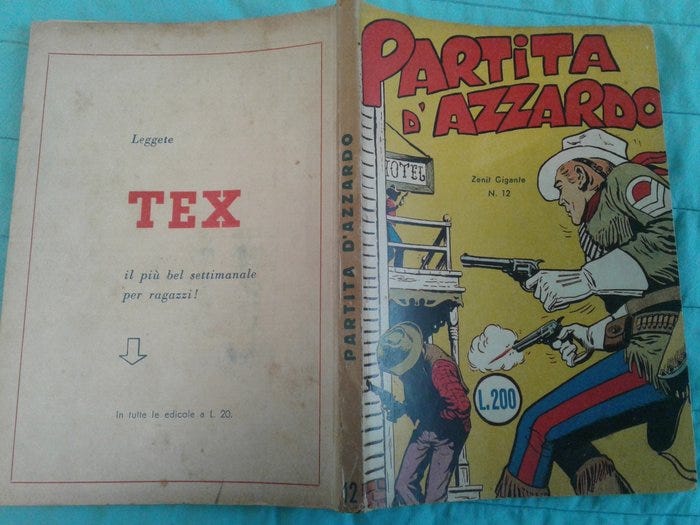 Leggete
TEX
il più bel settimanale
per ragazzi!
In tutte le edicole a L. 20.
PARTITA D'AZZARDO
12
PARTITA
D'AZZARDO
HOTEL
Zenit Gigante
N. 12
L.200